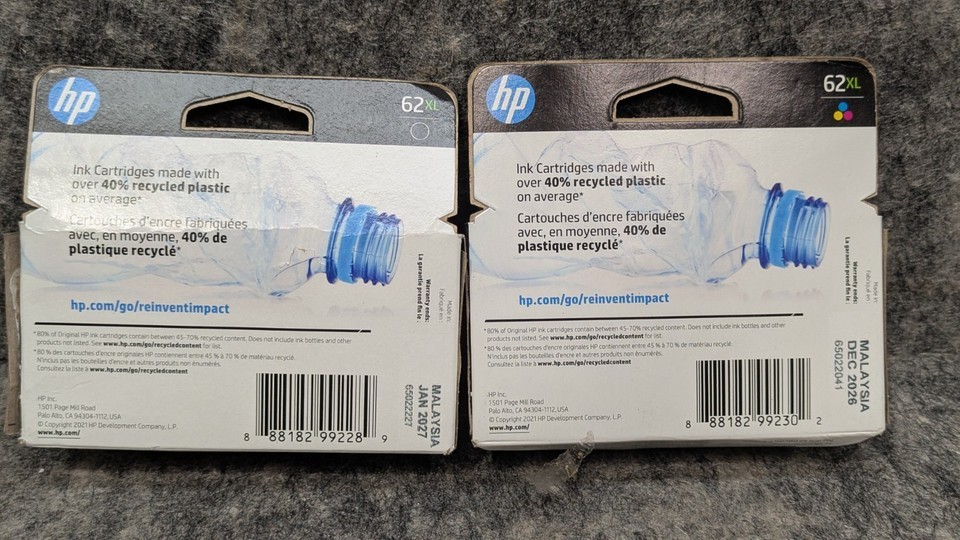 hp
62XL
Ink Cartridges made with
over 40% recycled plastic
on average*
Cartouches d'encre fabriquées
avec, en moyenne, 40% de
plastique recyclé*
hp.com/go/reinventimpact
*80% of Original HP ink cartridges contain between 45-70% recycled content. Does not include ink bottles and other
products not listed. See www.hp.com/go/recycledcontent for list.
*80 % des cartouches d'encre originales HP contiennent entre 45 % à 70 % de matériau recyclé.
N'inclus pas les bouteilles d'encre et autres produits non énumérés.
Consultez la liste à www.hp.com/go/recycledcontent
HP Inc.
1501 Page Mill Road
Palo Alto, CA 94304-1112, USA
© Copyright 2021 HP Development Company, L.P.
www.hp.com/
8 88182 99228 9
Made in:
Fabriqué en:
Warranty ends:
La garantie prend fin le:
MALAYSIA
JAN 2027
65022227
hp
62XL
Ink Cartridges made with
over 40% recycled plastic
on average*
Cartouches d'encre fabriquées
avec, en moyenne, 40% de
plastique recyclé*
hp.com/go/reinventimpact
*80% of Original HP ink cartridges contain between 45-70% recycled content. Does not include ink bottles and other
products not listed. See www.hp.com/go/recycledcontent for list.
*80 % des cartouches d'encre originales HP contiennent entre 45 % à 70 % de matériau recyclé.
N'inclus pas les bouteilles d'encre et autres produits non énumérés.
Consultez la liste à www.hp.com/go/recycledcontent
HP Inc.
1501 Page Mill Road
Palo Alto, CA 94304-1112, USA
© Copyright 2021 HP Development Company, L.P.
www.hp.com/
8 88182 99230 2
Made in:
Fabriqué en:
Warranty ends:
La garantie prend fin le:
MALAYSIA
DEC 2026
65022041